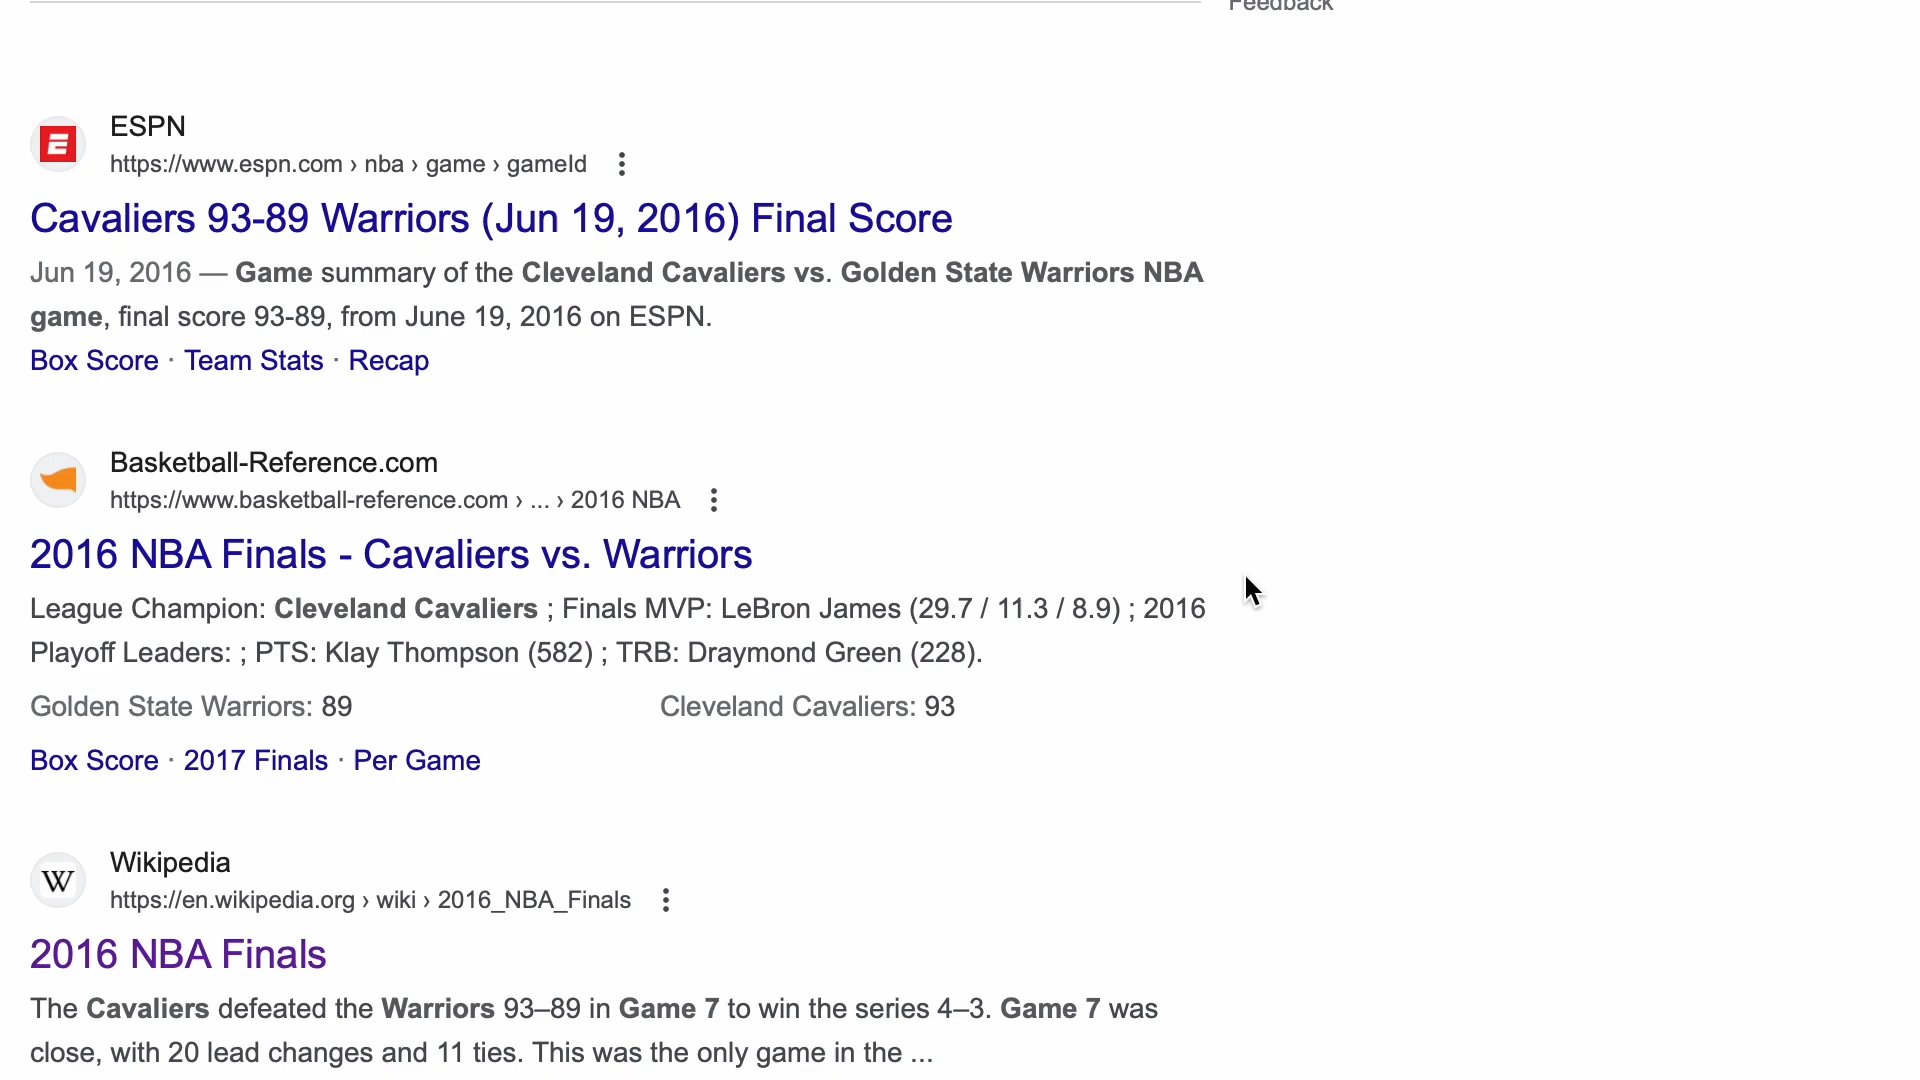 Feedback
ESPN
https://www.espn.com › nba › game › gameId
Cavaliers 93-89 Warriors (Jun 19, 2016) Final Score
Jun 19, 2016 — Game summary of the Cleveland Cavaliers vs. Golden State Warriors NBA
game, final score 93-89, from June 19, 2016 on ESPN.
Box Score · Team Stats · Recap
Basketball-Reference.com
https://www.basketball-reference.com › ... › 2016 NBA
2016 NBA Finals - Cavaliers vs. Warriors
League Champion: Cleveland Cavaliers ; Finals MVP: LeBron James (29.7 / 11.3 / 8.9) ; 2016
Playoff Leaders: ; PTS: Klay Thompson (582) ; TRB: Draymond Green (228).
Golden State Warriors: 89 Cleveland Cavaliers: 93
Box Score · 2017 Finals · Per Game
W
Wikipedia
https://en.wikipedia.org › wiki › 2016_NBA_Finals
2016 NBA Finals
The Cavaliers defeated the Warriors 93–89 in Game 7 to win the series 4–3. Game 7 was
close, with 20 lead changes and 11 ties. This was the only game in the ...